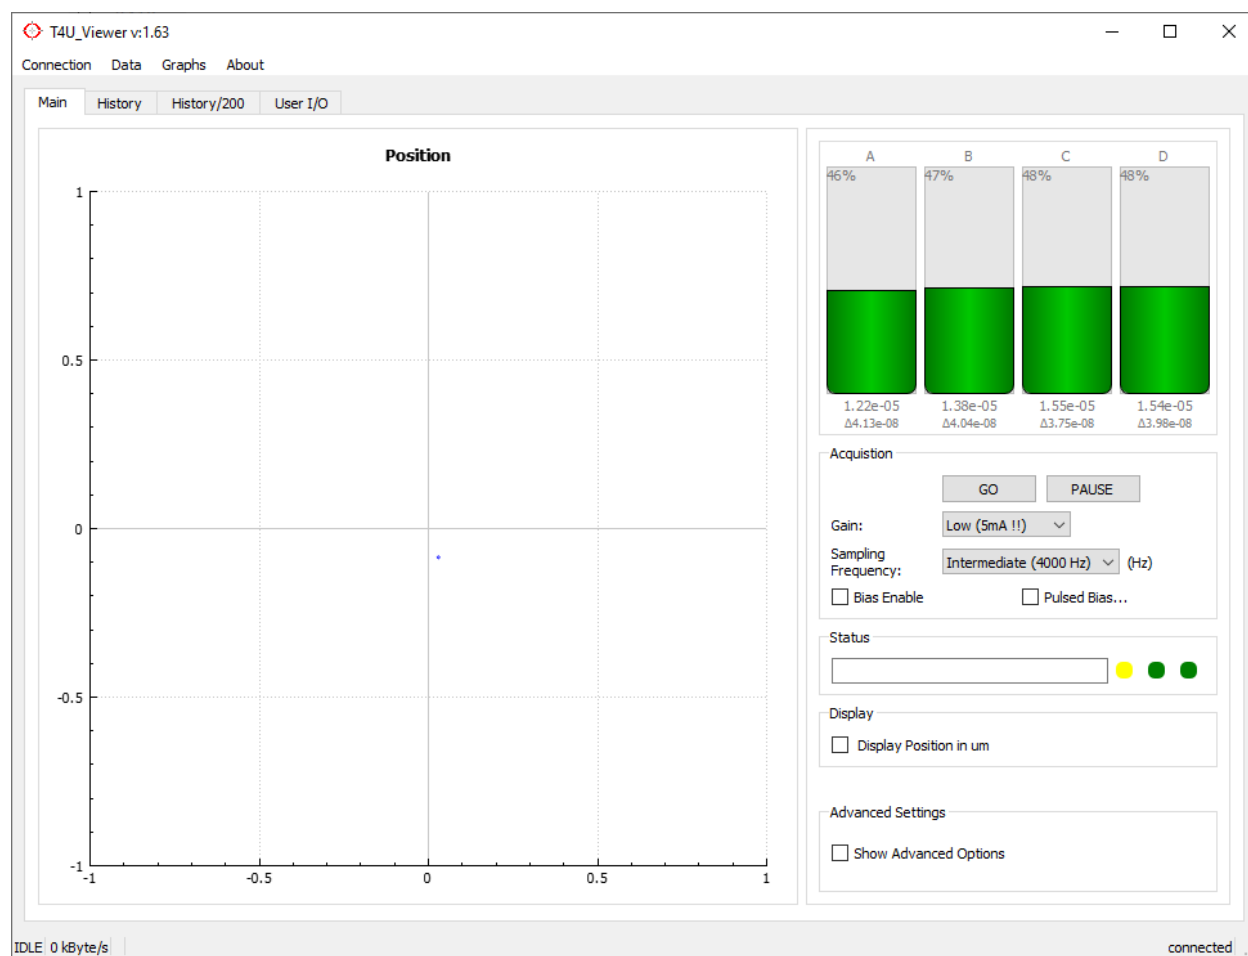 T4U_Viewer v:1.63
Connection Data Graphs About
Main History History/200 User I/O
Position
1
0.5
0
-0.5
-1
-1 -0.5 0 0.5 1
A B C D
46% 47% 48% 48%
1.22e-05 1.38e-05 1.55e-05 1.54e-05
Δ4.13e-08 Δ4.04e-08 Δ3.75e-08 Δ3.98e-08
Acquistion
GO PAUSE
Gain: Low (5mA !!)
Sampling
Frequency: Intermediate (4000 Hz) (Hz)
Bias Enable Pulsed Bias...
Status
Display
Display Position in um
Advanced Settings
Show Advanced Options
IDLE 0 kByte/s connected